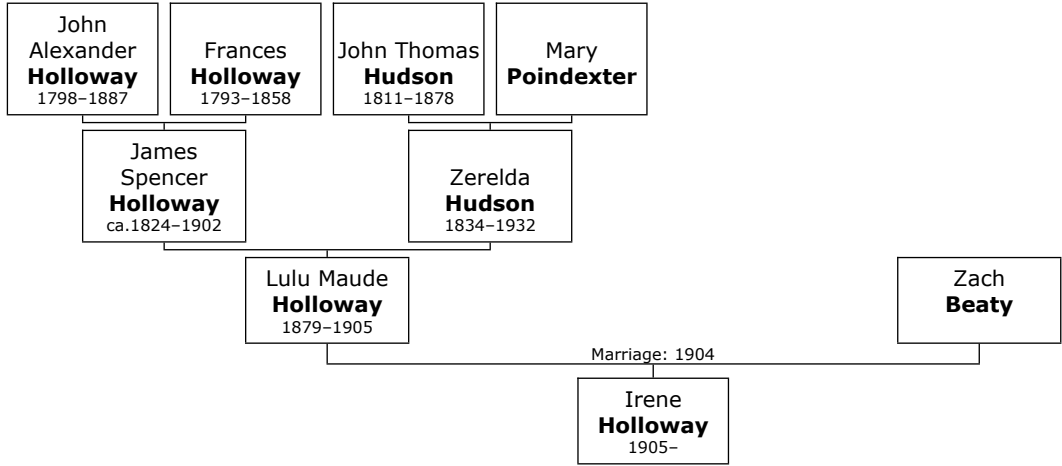 John
Alexander
Holloway
1798–1887
Frances
Holloway
1793–1858
John Thomas
Hudson
1811–1878
Mary
Poindexter
James
Spencer
Holloway
ca.1824–1902
Zerelda
Hudson
1834–1932
Lulu Maude
Holloway
1879–1905
Zach
Beaty
Marriage: 1904
Irene
Holloway
1905–